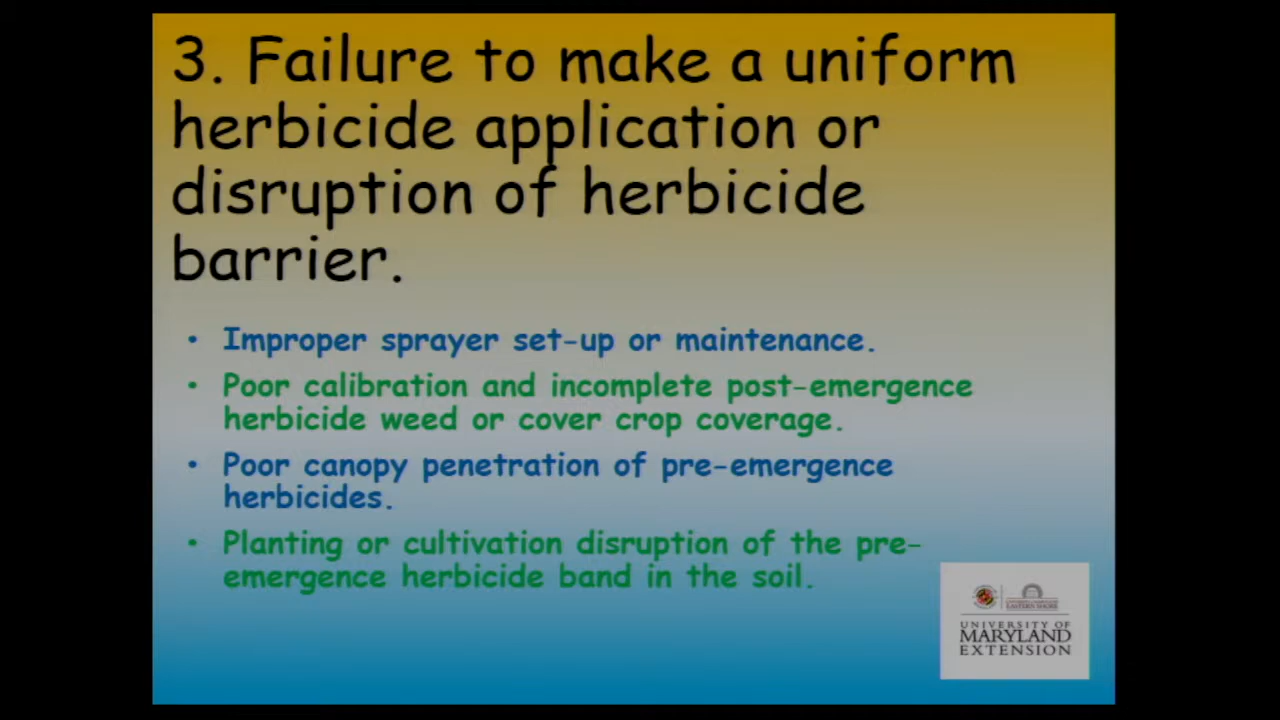 3. Failure to make a uniform
herbicide application or
disruption of herbicide
barrier.
• Improper sprayer set-up or maintenance.
• Poor calibration and incomplete post-emergence
herbicide weed or cover crop coverage.
• Poor canopy penetration of pre-emergence
herbicides.
• Planting or cultivation disruption of the pre-
emergence herbicide band in the soil.
EASTERN SHORE
UNIVERSITY OF
MARYLAND
EXTENSION